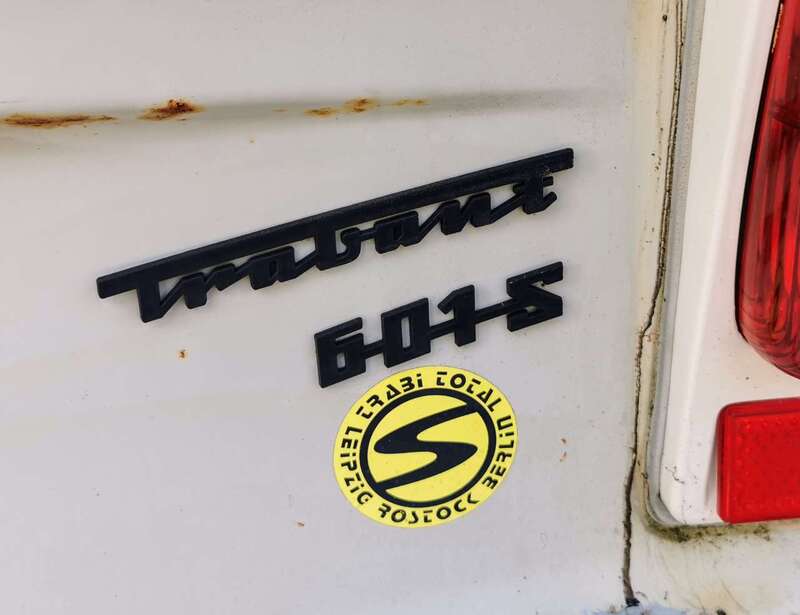 Trabant
601 S
TRABI TOTAL
BERLIN ROSTOCK LEIPZIG
S